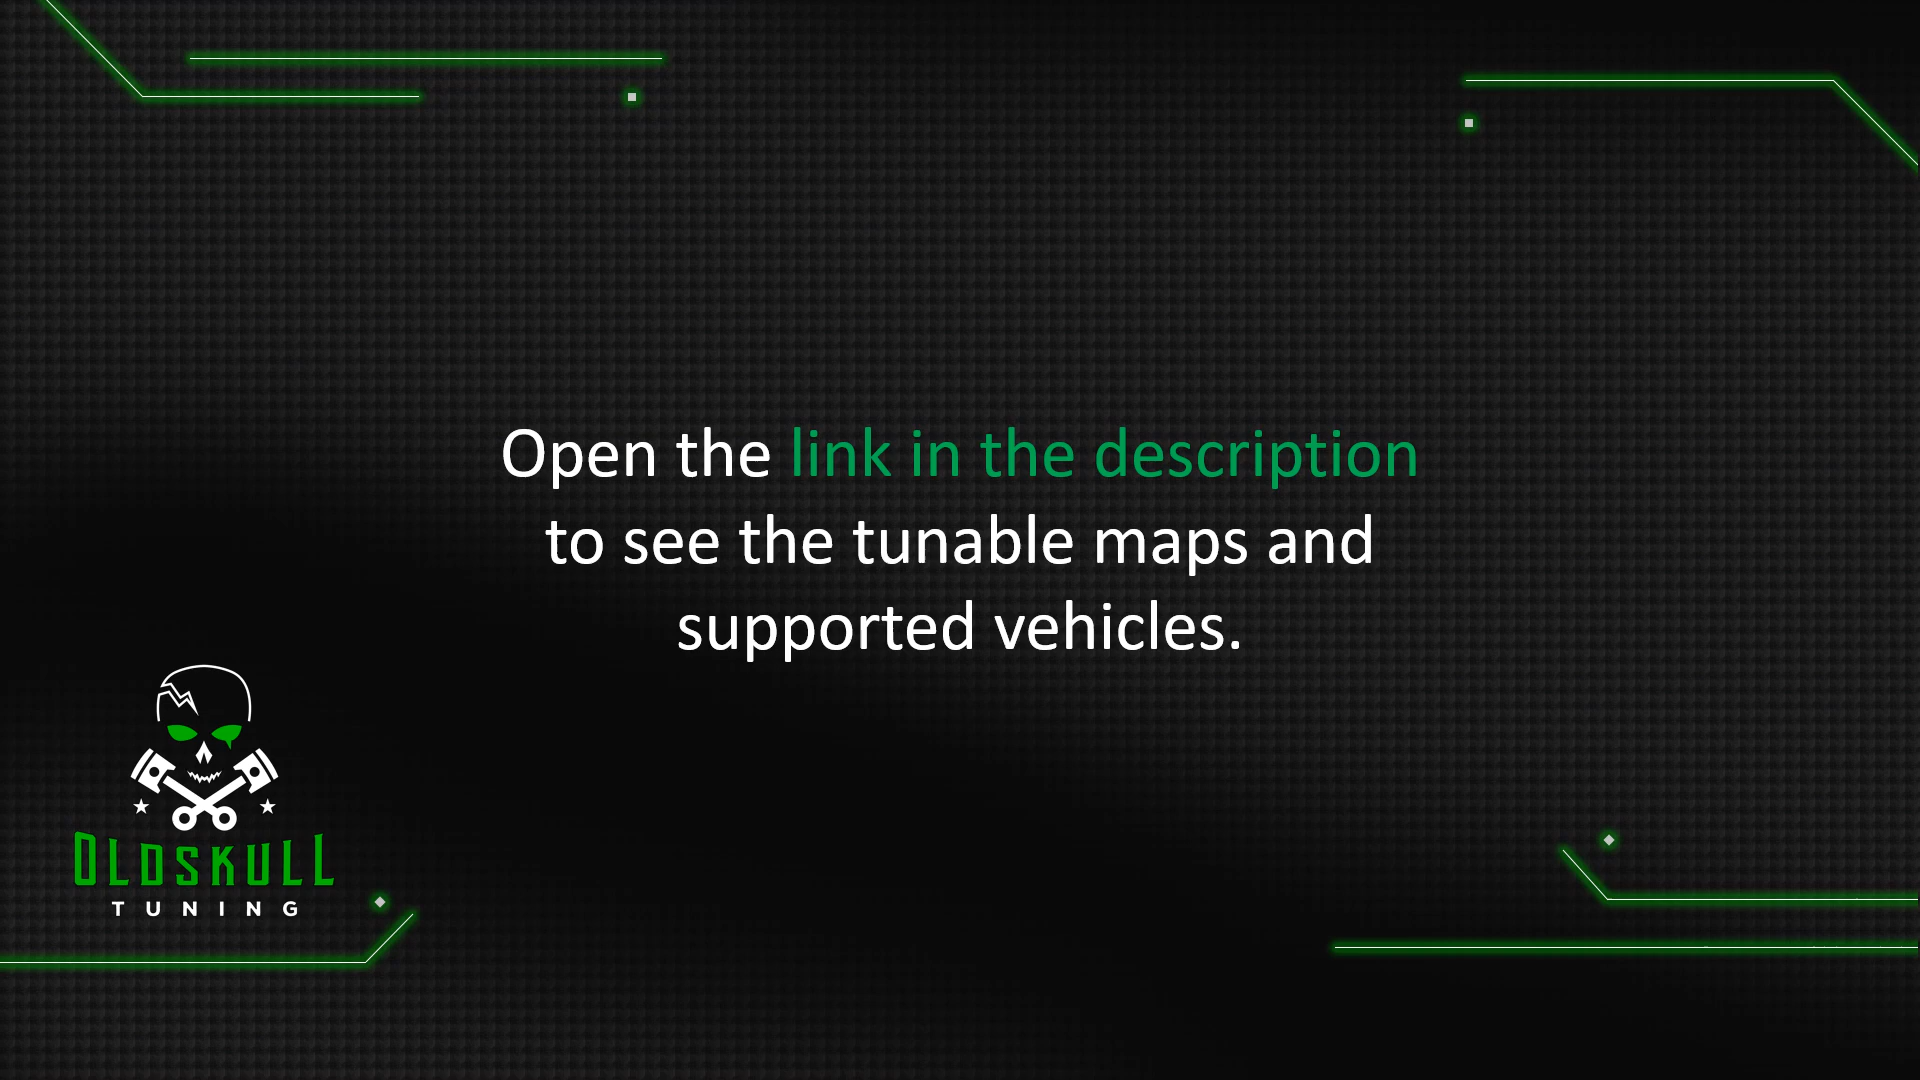 Open the link in the description
to see the tunable maps and
supported vehicles.
OLDSKULL
TUNING